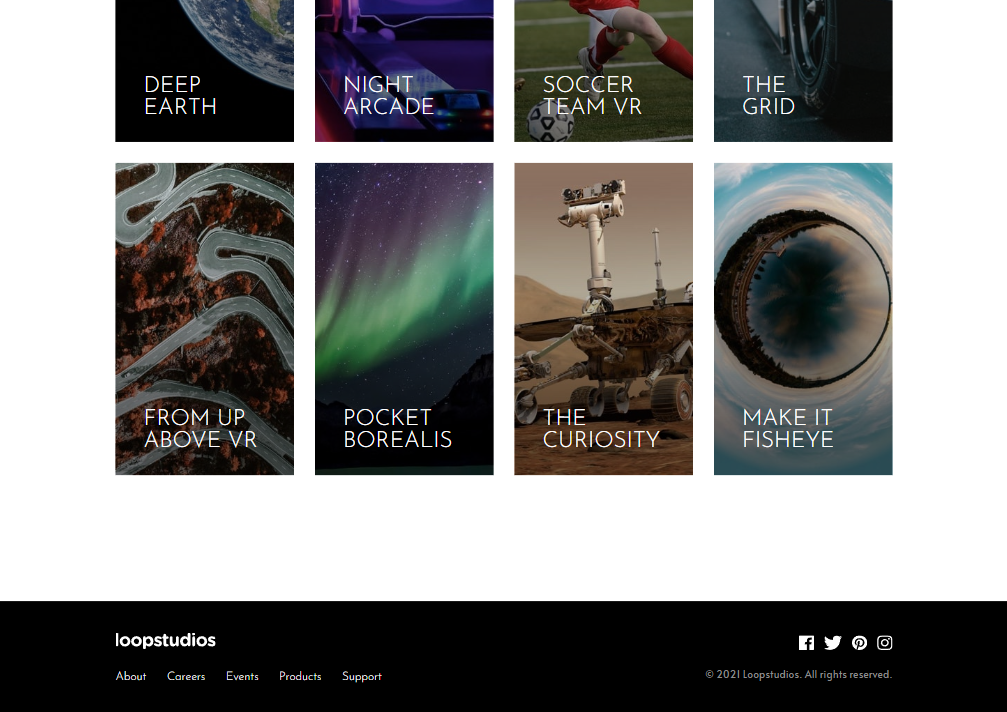 DEEP
EARTH
NIGHT
ARCADE
SOCCER
TEAM VR
THE
GRID
FROM UP
ABOVE VR
POCKET
BOREALIS
THE
CURIOSITY
MAKE IT
FISHEYE
loopstudios
About Careers Events Products Support
© 2021 Loopstudios. All rights reserved.